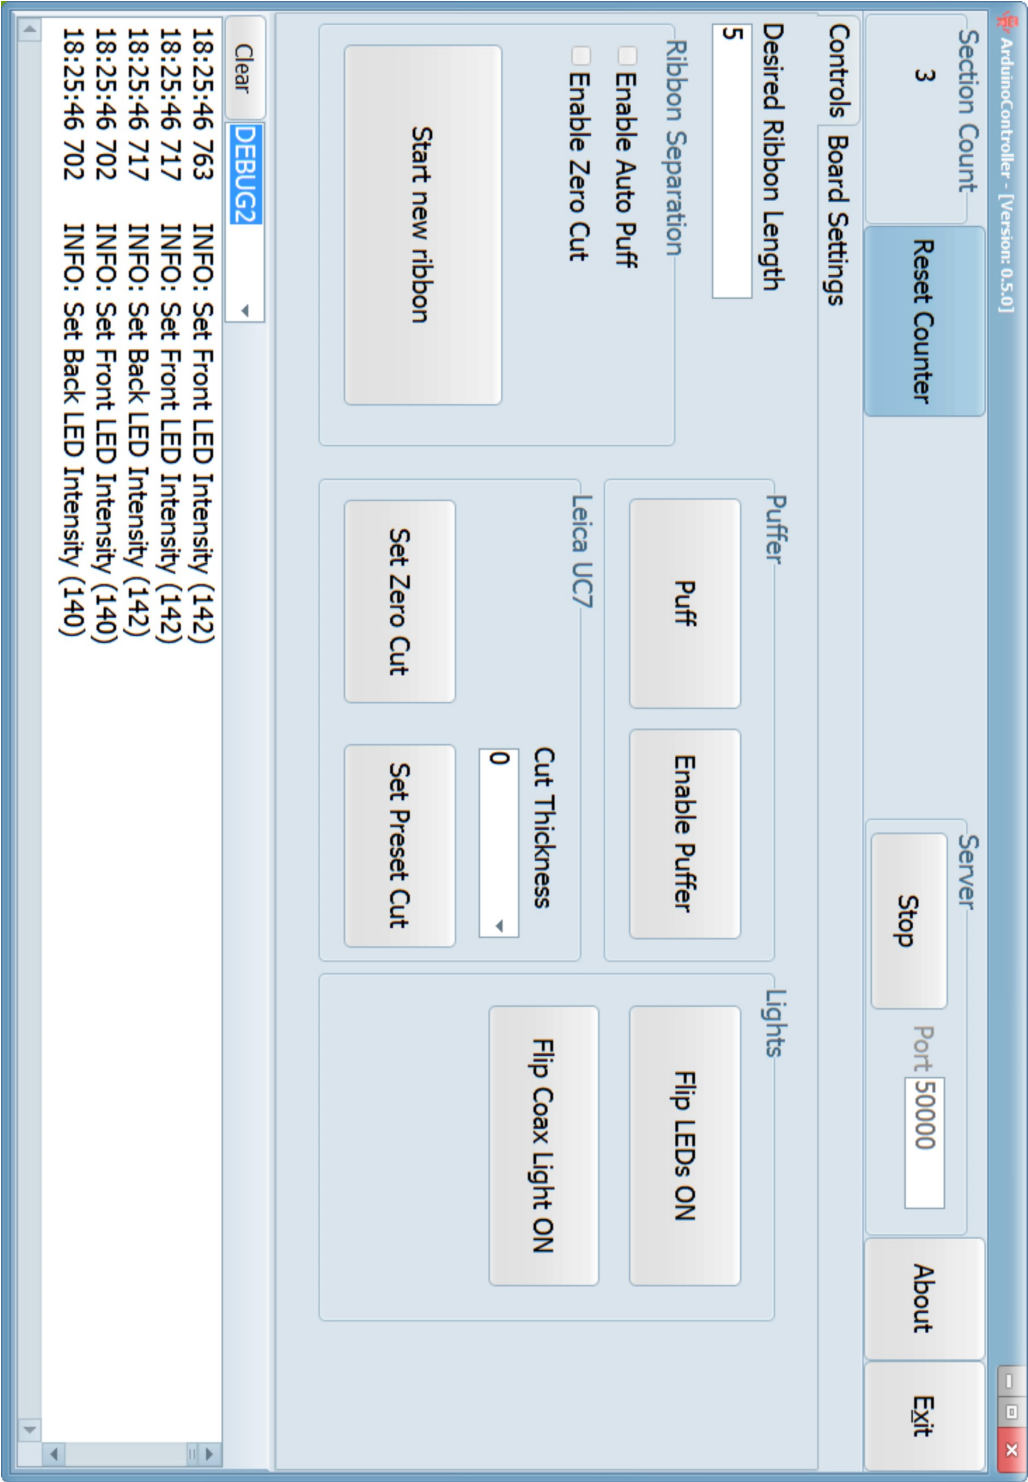 ArduinoController - [Version: 0.5.0]
Section Count
3
Reset Counter
Server
Stop
Port 50000
About
Exit
Controls
Board Settings
Desired Ribbon Length
5
Ribbon Separation
Enable Auto Puff
Enable Zero Cut
Start new ribbon
Puffer
Puff
Enable Puffer
Leica UC7
Cut Thickness
0
Set Zero Cut
Set Preset Cut
Lights
Flip LEDs ON
Flip Coax Light ON
Clear
DEBUG2
18:25:46 763 INFO: Set Front LED Intensity (142)
18:25:46 717 INFO: Set Front LED Intensity (142)
18:25:46 717 INFO: Set Back LED Intensity (142)
18:25:46 702 INFO: Set Front LED Intensity (140)
18:25:46 702 INFO: Set Back LED Intensity (140)